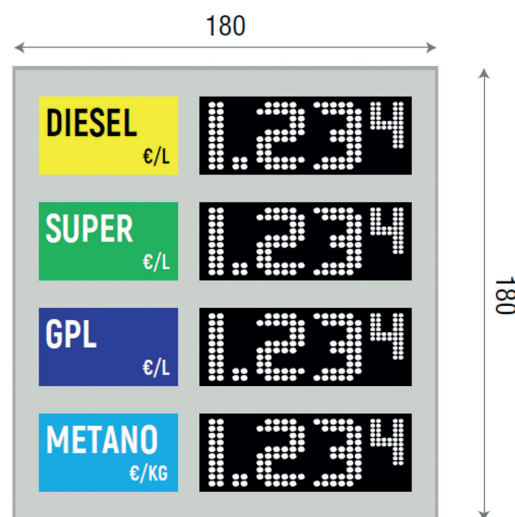 180
DIESEL
€/L
1.234
SUPER
€/L
1.234
GPL
€/L
1.234
METANO
€/KG
1.234
180